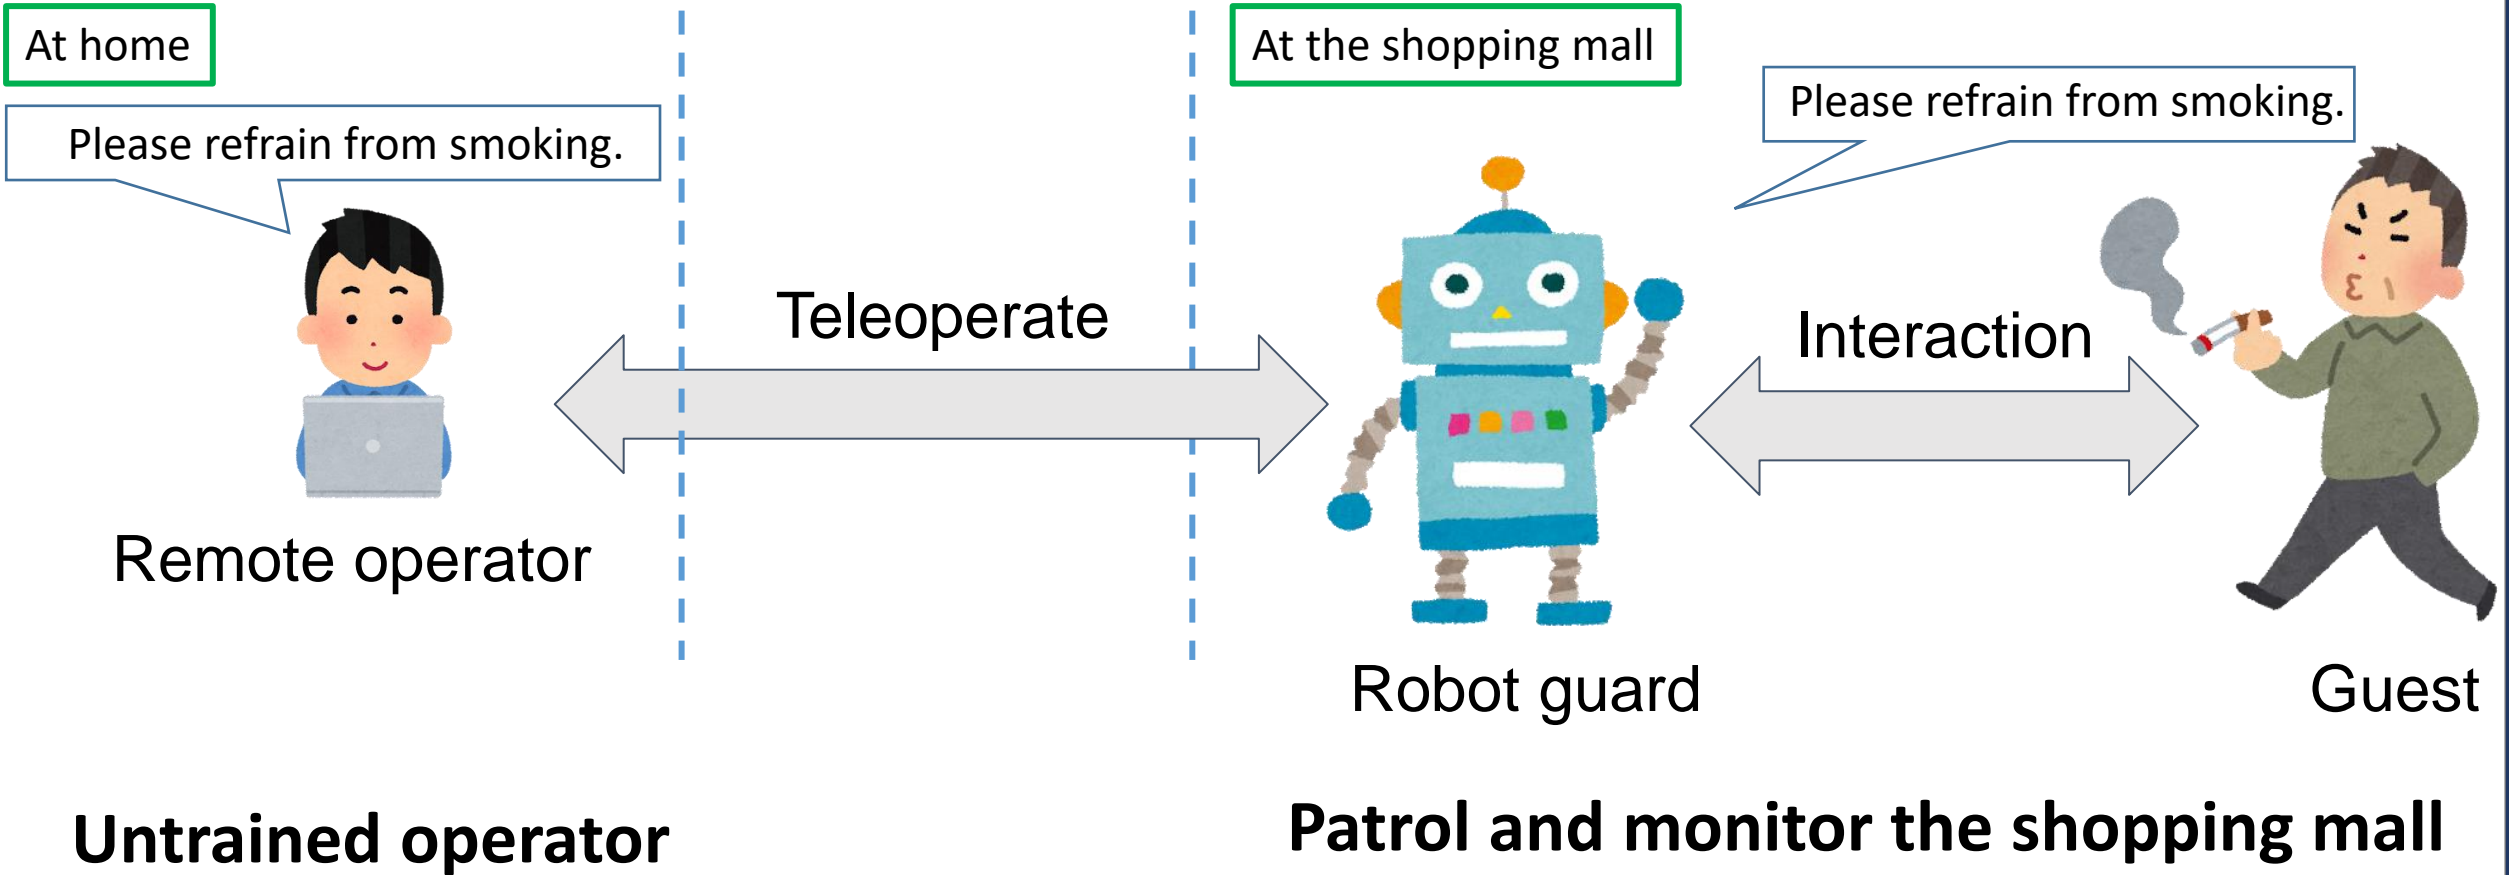 At home
Please refrain from smoking.
Remote operator
Untrained operator
Teleoperate
At the shopping mall
Please refrain from smoking.
Interaction
Robot guard
Guest
Patrol and monitor the shopping mall